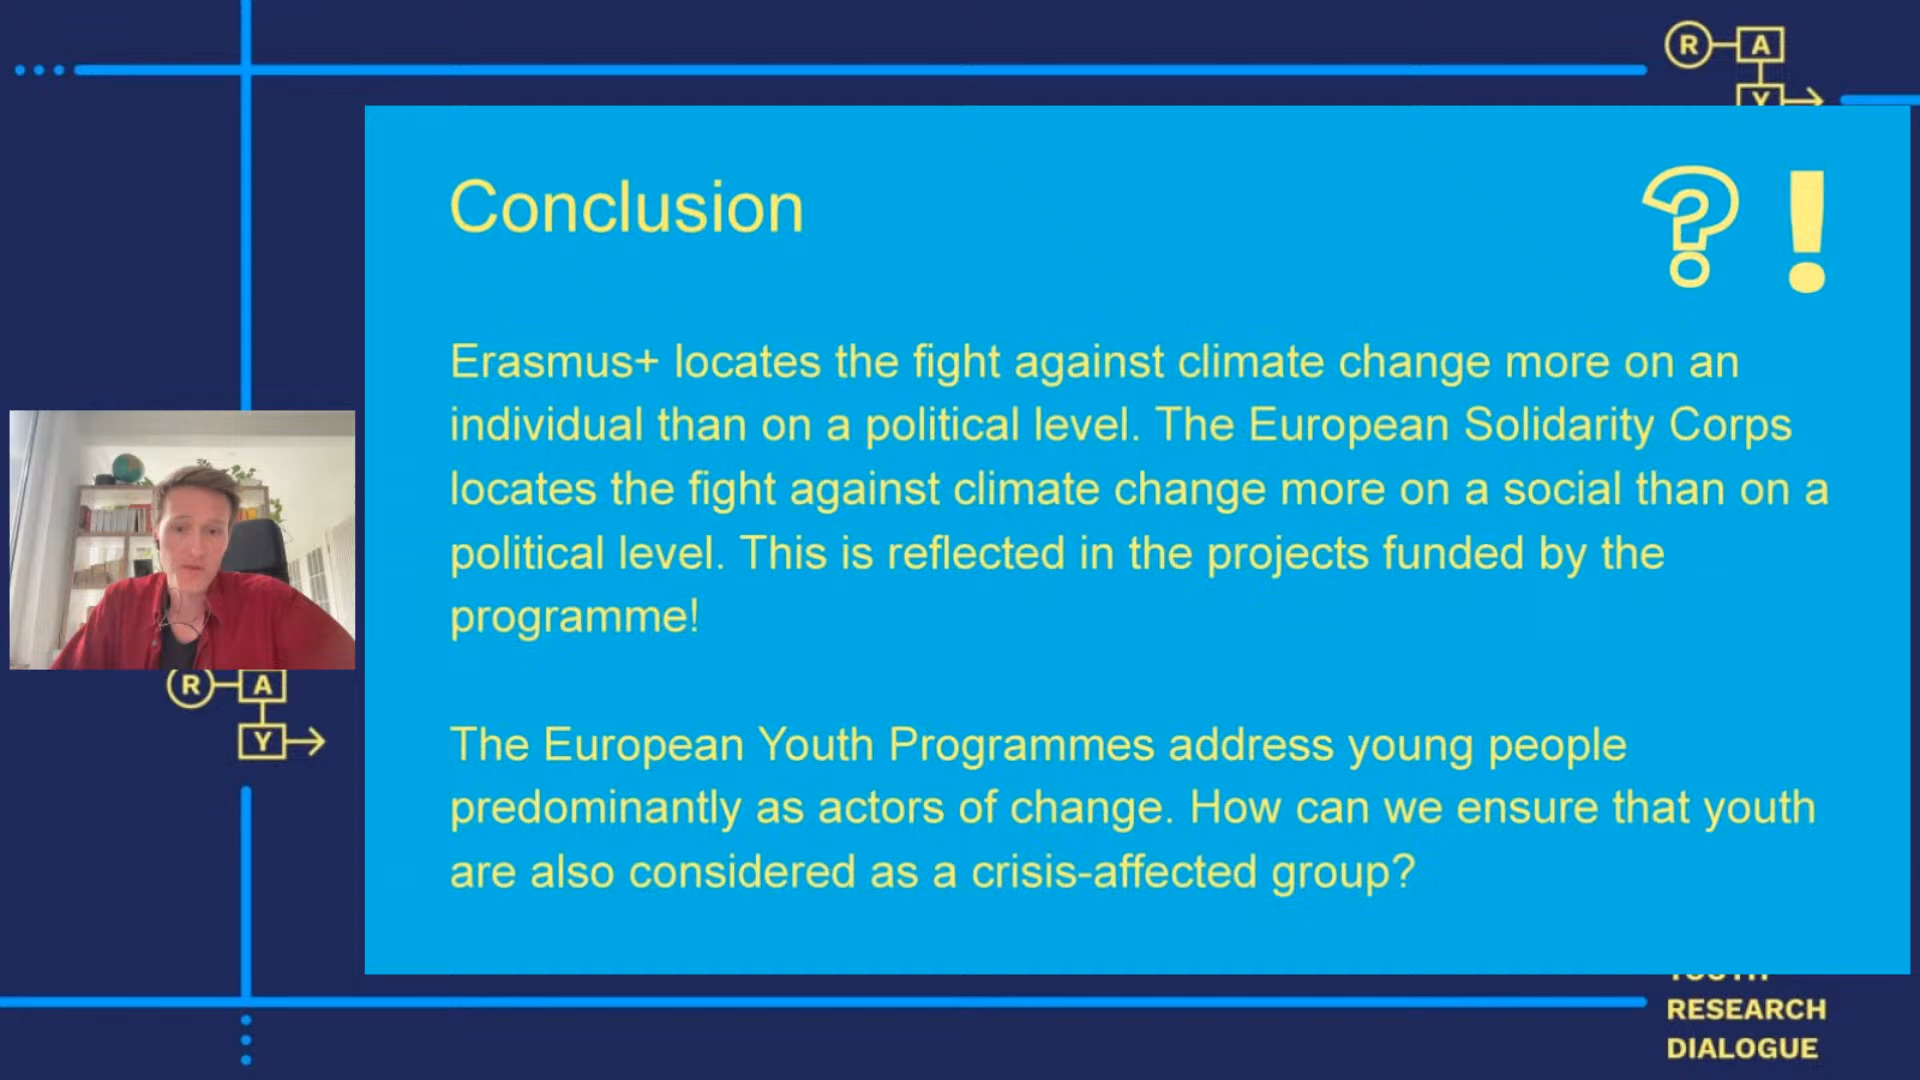 R A
Y
Conclusion
? !
Erasmus+ locates the fight against climate change more on an
individual than on a political level. The European Solidarity Corps
locates the fight against climate change more on a social than on a
political level. This is reflected in the projects funded by the
programme!
R A
Y
The European Youth Programmes address young people
predominantly as actors of change. How can we ensure that youth
are also considered as a crisis-affected group?
YOUTH
RESEARCH
DIALOGUE